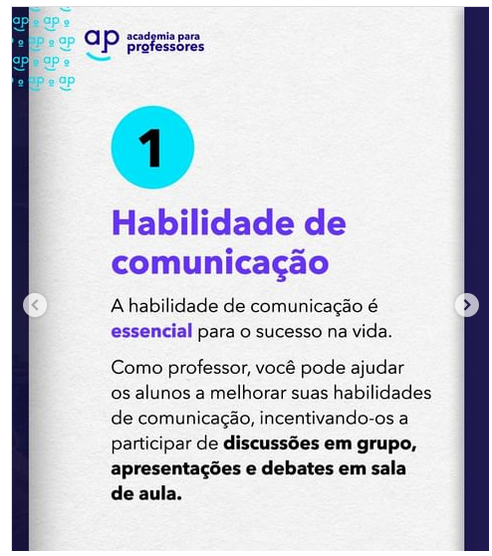 ap academia para
professores
1
Habilidade de
comunicação
A habilidade de comunicação é
essencial para o sucesso na vida.
Como professor, você pode ajudar
os alunos a melhorar suas habilidades
de comunicação, incentivando-os a
participar de discussões em grupo,
apresentações e debates em sala
de aula.